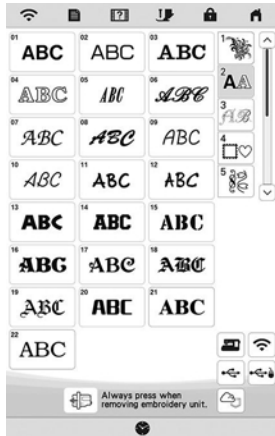 01 ABC 02 ABC 03 ABC
04 ABC 05 ABC 06 ABC
07 ABC 08 ABC 09 ABC
10 ABC 11 ABC 12 ABC
13 ABC 14 ABC 15 ABC
16 ABC 17 ABC 18 ABC
19 ABC 20 ABC 21 ABC
22 ABC
1
2 AA
3 AB
4
5
Always press when
removing embroidery unit.